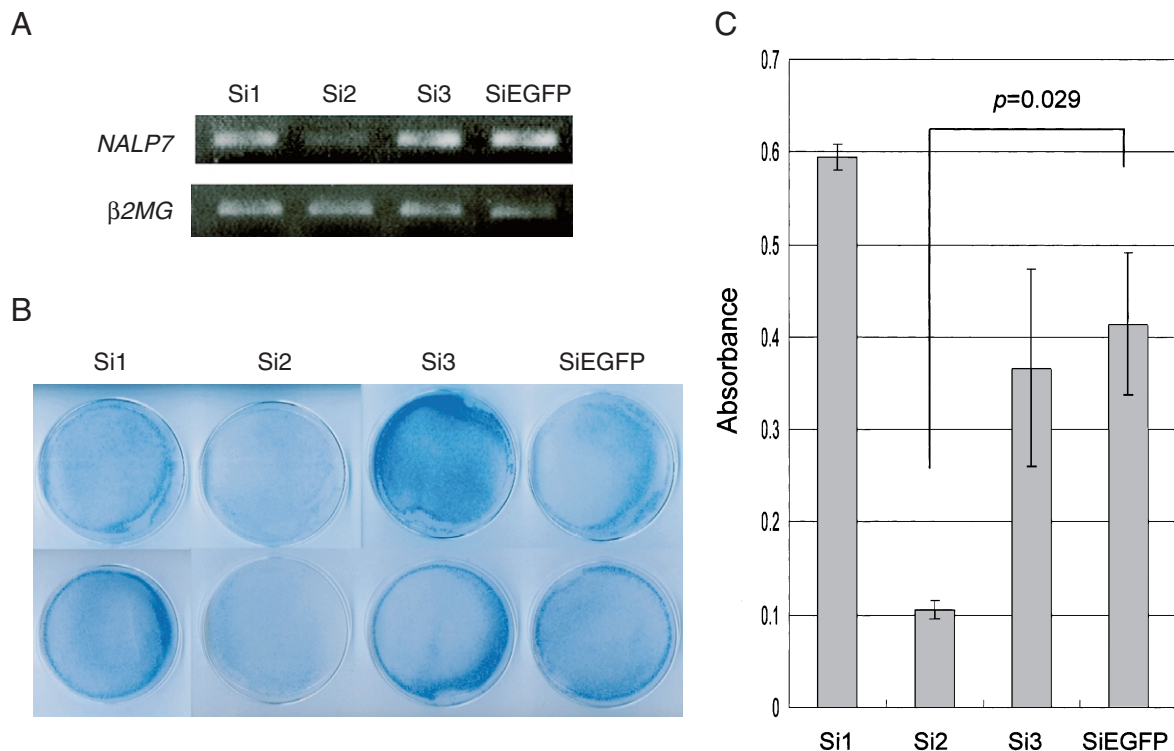 A
Si1 Si2 Si3 SiEGFP
NALP7
β2MG
B
Si1 Si2 Si3 SiEGFP
C
0.7
0.6
0.5
0.4
0.3
0.2
0.1
0
Absorbance
p=0.029
Si1 Si2 Si3 SiEGFP